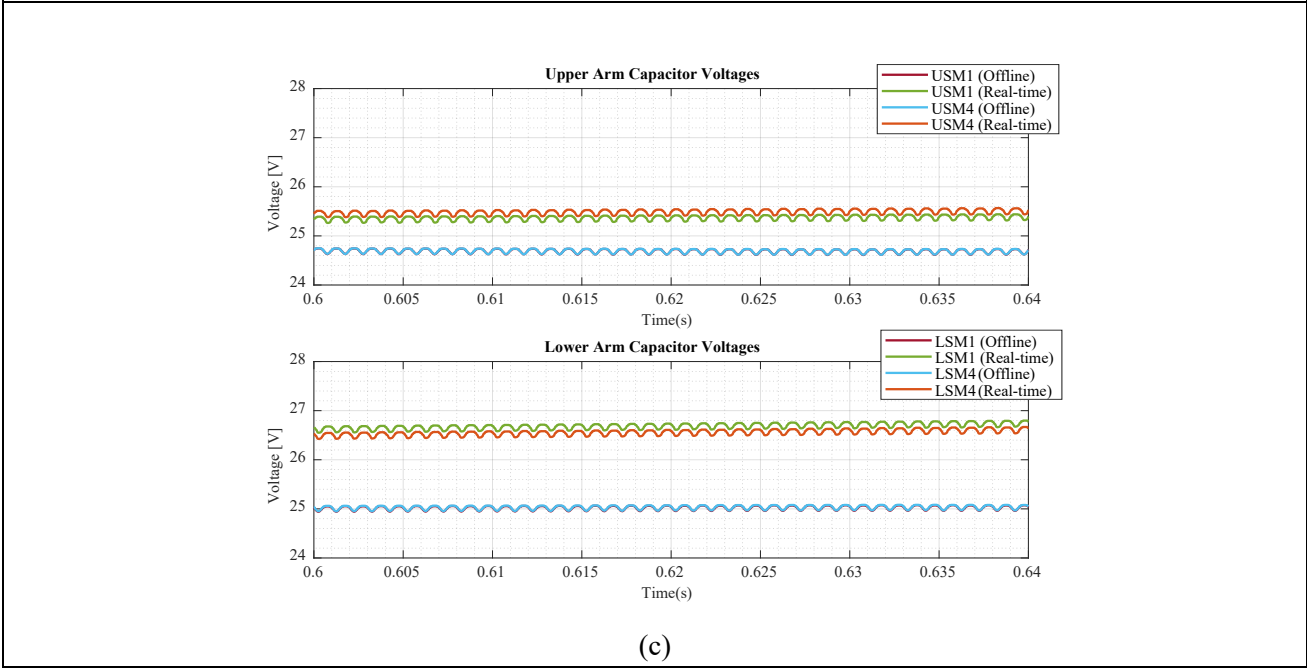 Upper Arm Capacitor Voltages
USM1 (Offline)
USM1 (Real-time)
USM4 (Offline)
USM4 (Real-time)
28
27
26
25
24
Voltage [V]
0.6 0.605 0.61 0.615 0.62 0.625 0.63 0.635 0.64
Time(s)
Lower Arm Capacitor Voltages
LSM1 (Offline)
LSM1 (Real-time)
LSM4 (Offline)
LSM4 (Real-time)
28
27
26
25
24
Voltage [V]
0.6 0.605 0.61 0.615 0.62 0.625 0.63 0.635 0.64
Time(s)
(c)